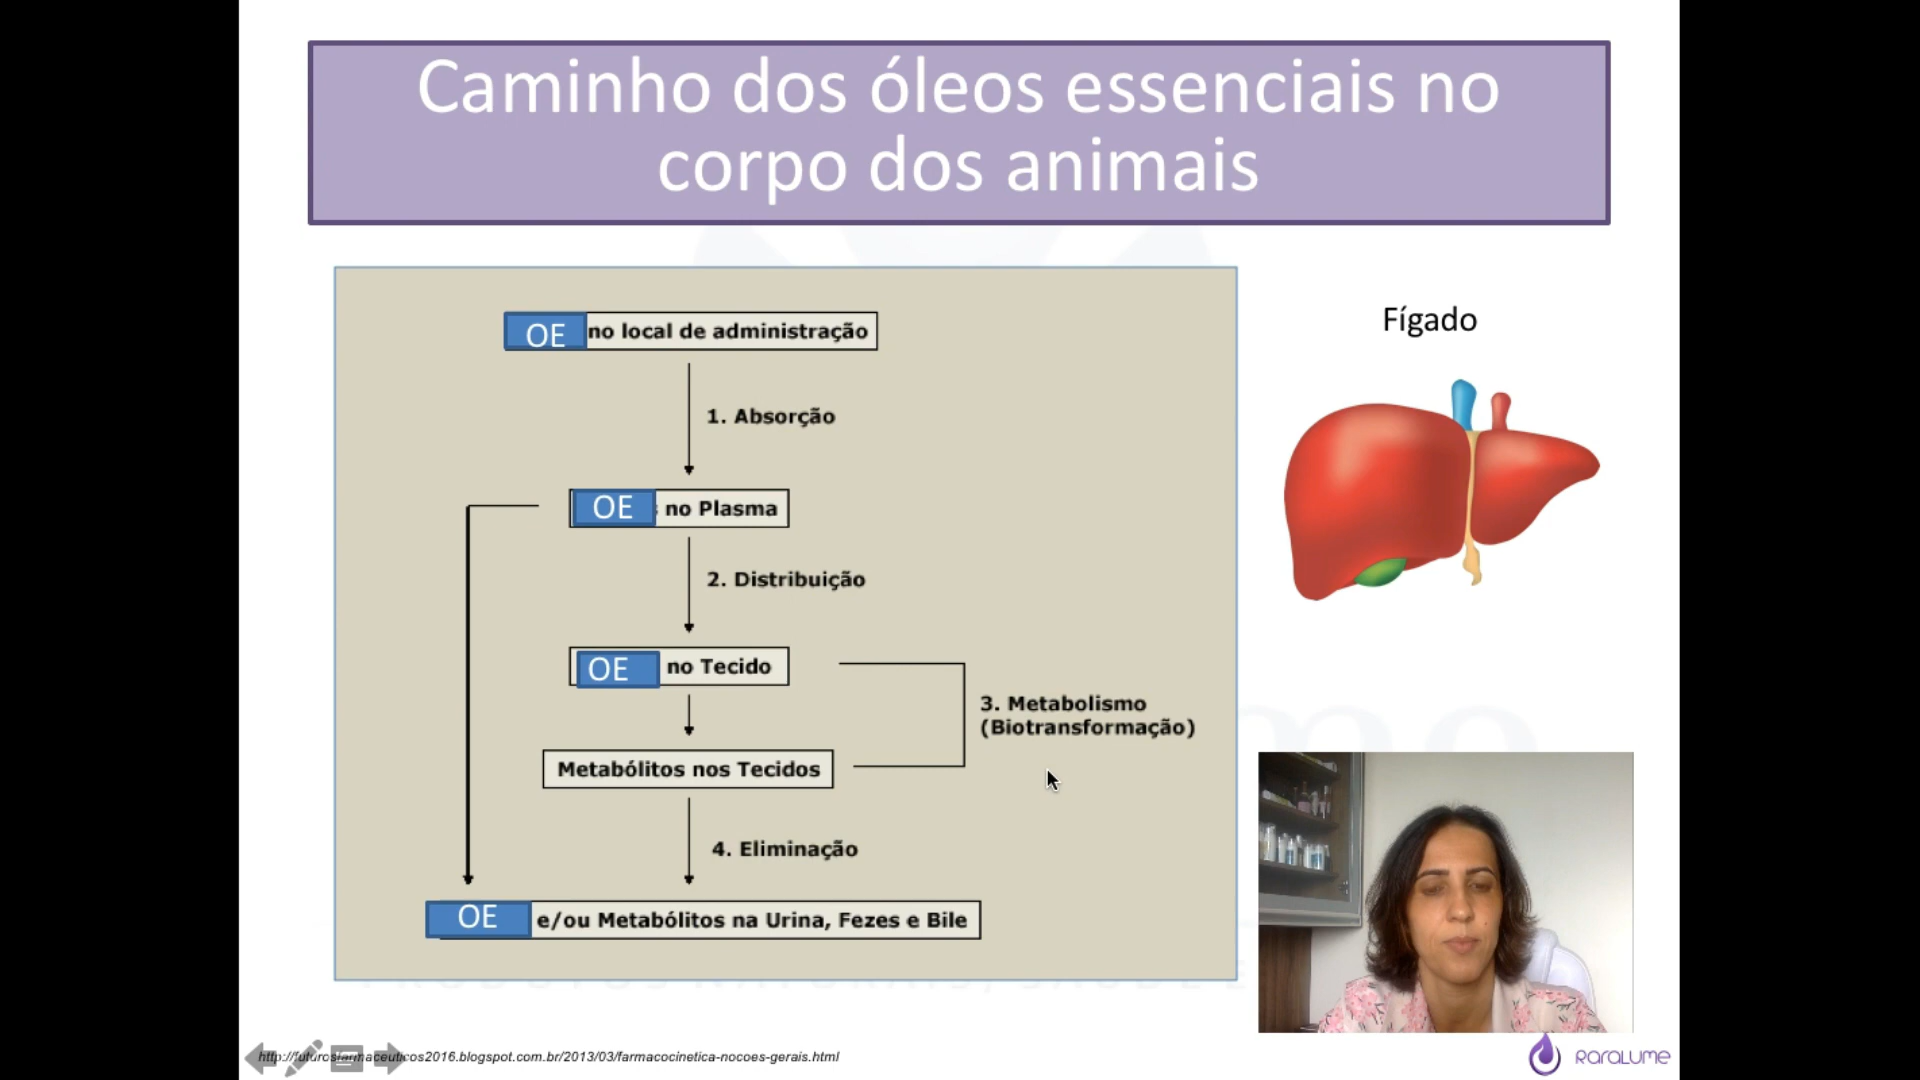 Caminho dos óleos essenciais no
corpo dos animais
OE no local de administração
1. Absorção
OE no Plasma
2. Distribuição
OE no Tecido
3. Metabolismo
(Biotransformação)
Metabólitos nos Tecidos
4. Eliminação
OE e/ou Metabólitos na Urina, Fezes e Bile
Fígado
http://futurosfarmaceuticos2016.blogspot.com.br/2013/03/farmacocinetica-nocoes-gerais.html
RaraLume